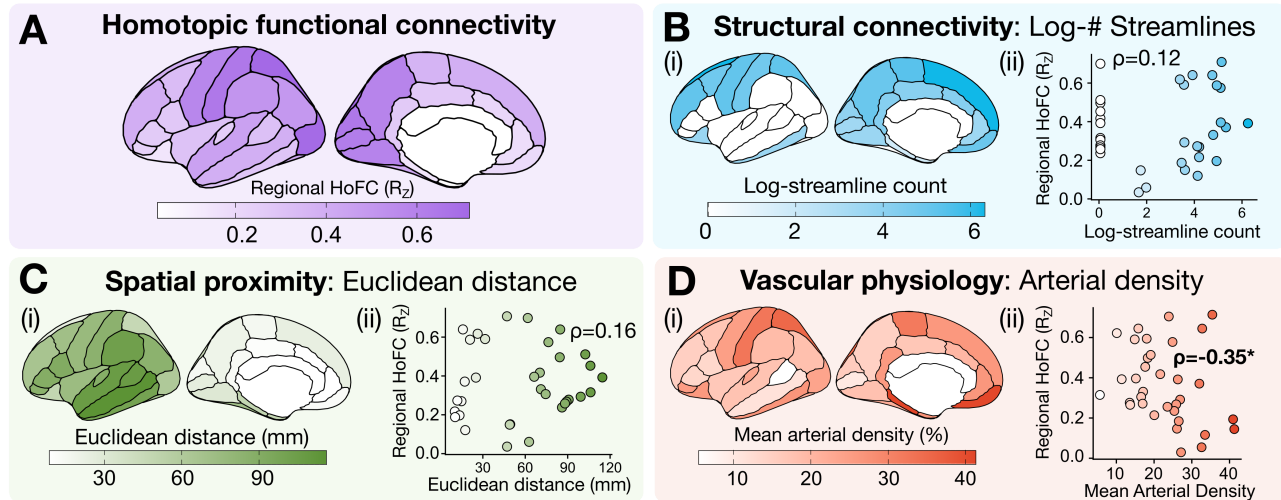 A
Homotopic functional connectivity
Regional HoFC (R_Z)
0.2 0.4 0.6
B
Structural connectivity: Log-# Streamlines
(i)
Log-streamline count
0 2 4 6
(ii)
ρ=0.12
Regional HoFC (R_Z)
0.6
0.4
0.2
0.0
0 2 4 6
Log-streamline count
C
Spatial proximity: Euclidean distance
(i)
Euclidean distance (mm)
30 60 90
(ii)
ρ=0.16
Regional HoFC (R_Z)
0.6
0.4
0.2
0.0
30 60 90 120
Euclidean distance (mm)
D
Vascular physiology: Arterial density
(i)
Mean arterial density (%)
10 20 30 40
(ii)
ρ=-0.35*
Regional HoFC (R_Z)
0.6
0.4
0.2
0.0
10 20 30 40
Mean Arterial Density